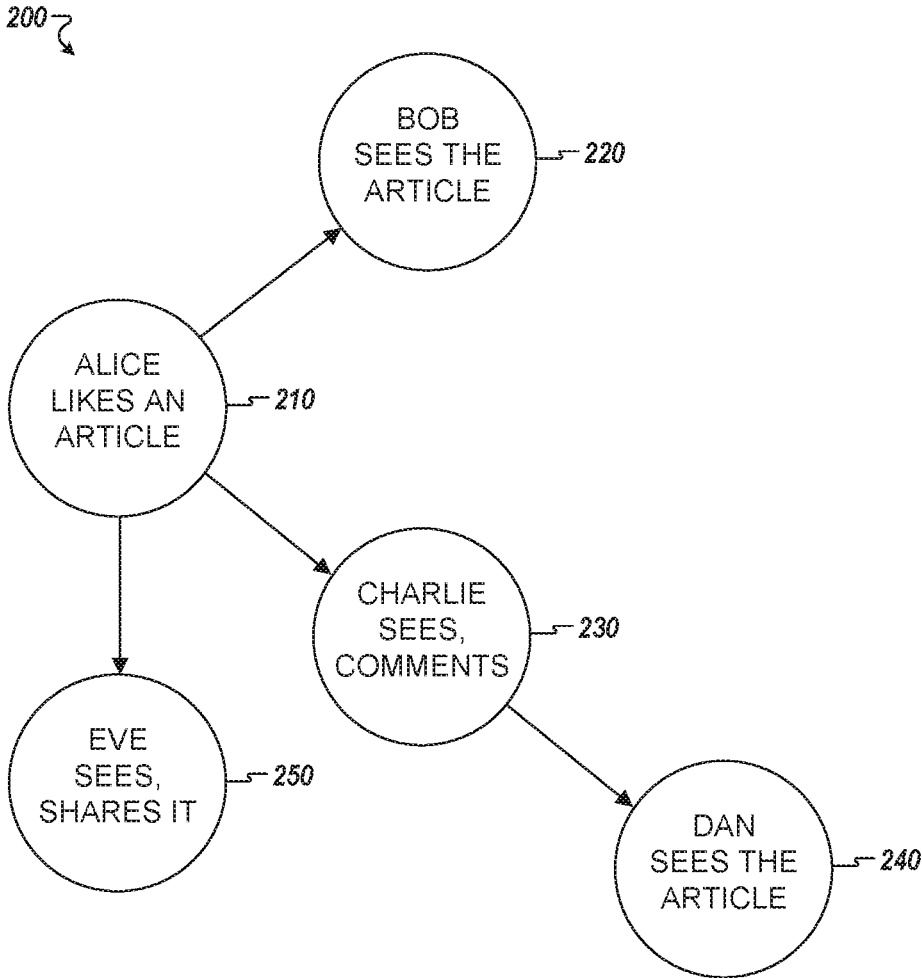 200
BOB
SEES THE
ARTICLE
220
ALICE
LIKES AN
ARTICLE
210
CHARLIE
SEES,
COMMENTS
230
EVE
SEES,
SHARES IT
250
DAN
SEES THE
ARTICLE
240